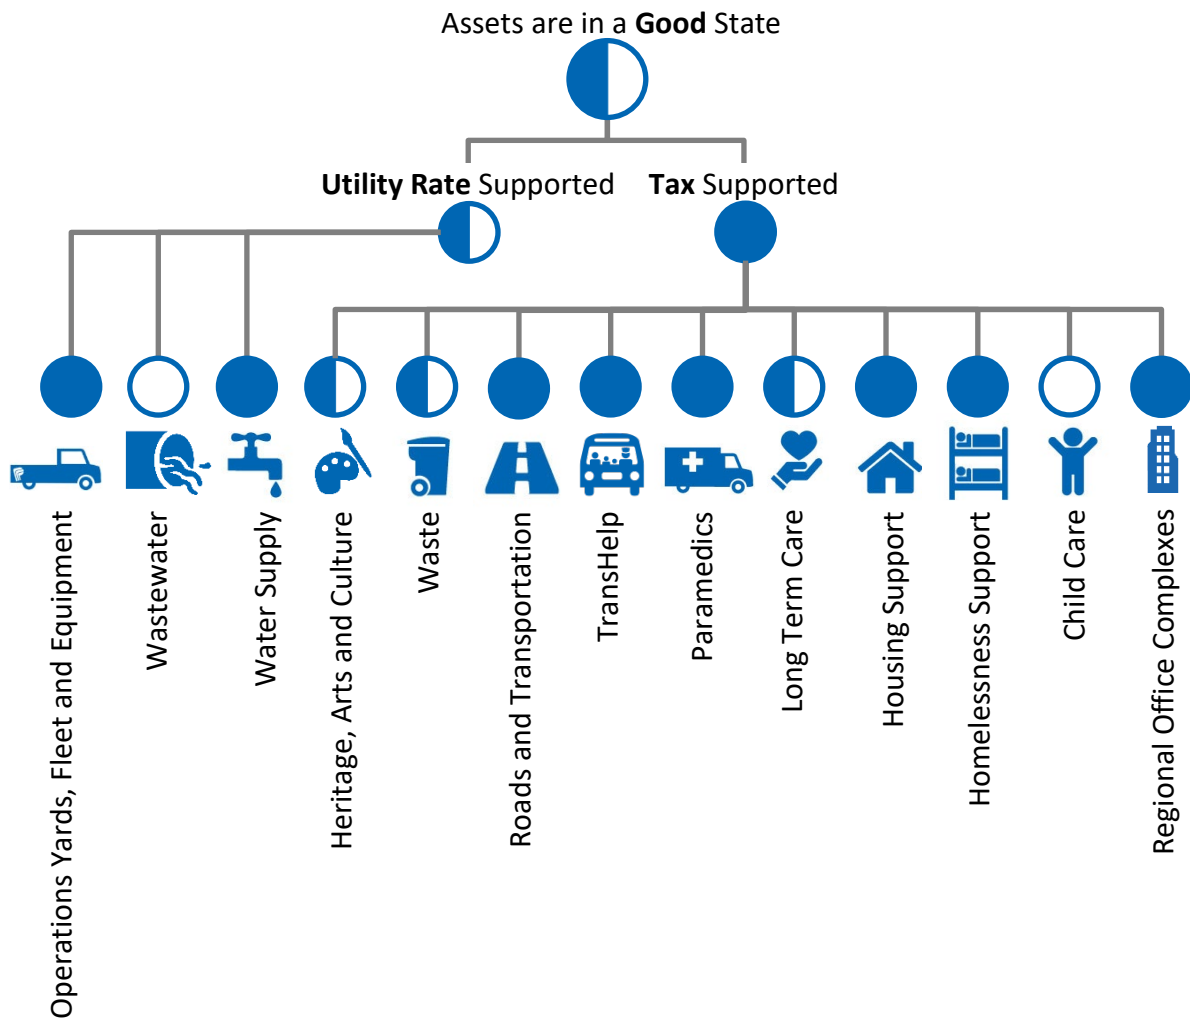 Assets are in a Good State
Utility Rate Supported
Tax Supported
Operations Yards, Fleet and Equipment
Wastewater
Water Supply
Heritage, Arts and Culture
Waste
Roads and Transportation
TransHelp
Paramedics
Long Term Care
Housing Support
Homelessness Support
Child Care
Regional Office Complexes